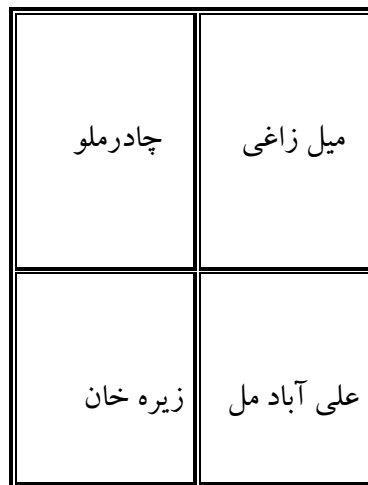 میل زاغی
چادرملو
علی آباد مل
زیره خان